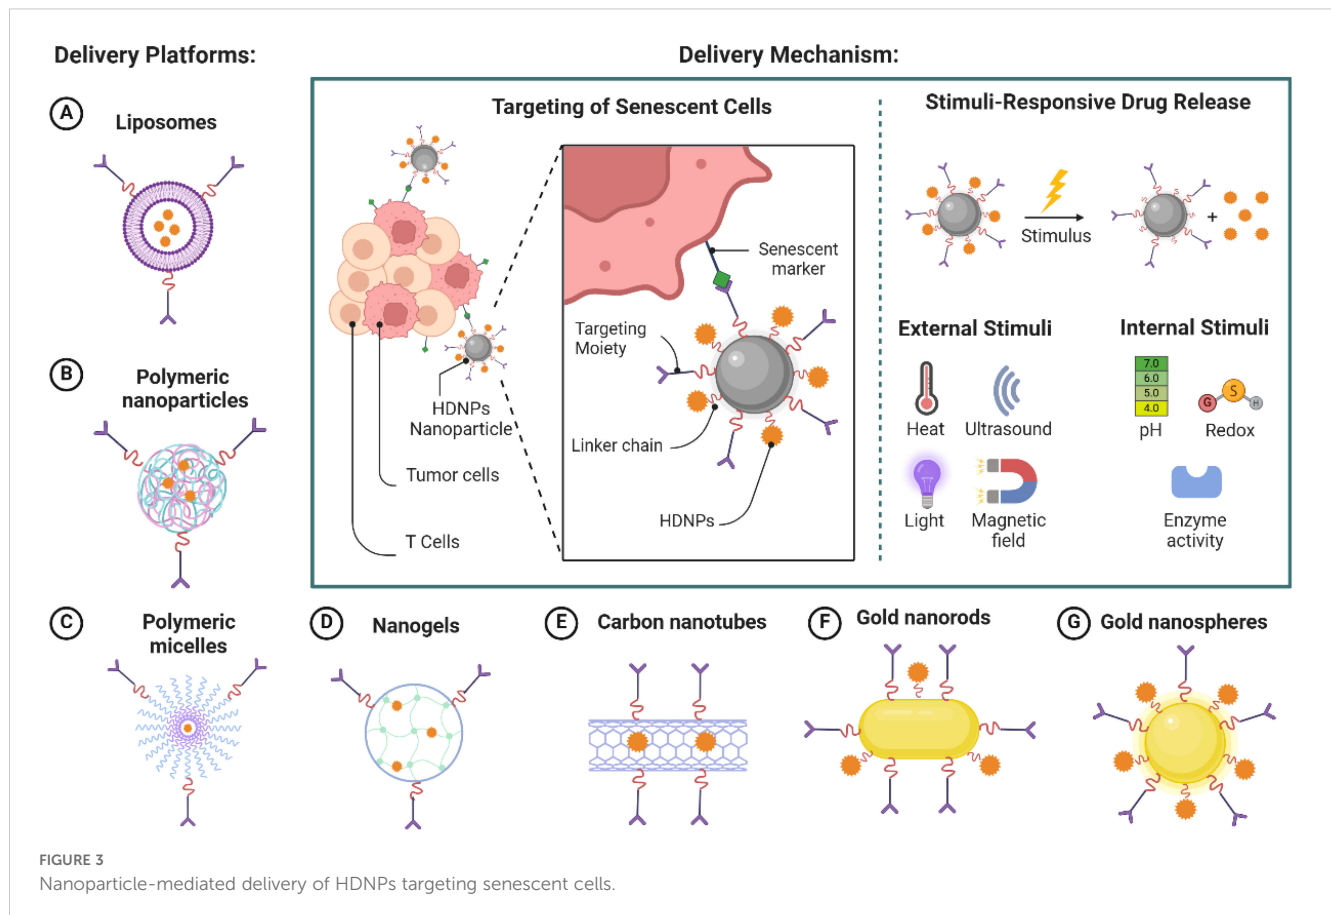 Delivery Platforms:
Delivery Mechanism:
A
Liposomes
B
Polymeric
nanoparticles
Targeting of Senescent Cells
Senescent
marker
Targeting
Moiety
HDNPs
Nanoparticle
Linker chain
Tumor cells
HDNPs
T Cells
Stimuli-Responsive Drug Release
Stimulus
+
External Stimuli
Heat
Ultrasound
Light
Magnetic
field
Internal Stimuli
7.0
6.0
5.0
4.0
pH
G
S
H
Redox
Enzyme
activity
C
Polymeric
micelles
D
Nanogels
E
Carbon nanotubes
F
Gold nanorods
G
Gold nanospheres
FIGURE 3
Nanoparticle-mediated delivery of HDNPs targeting senescent cells.